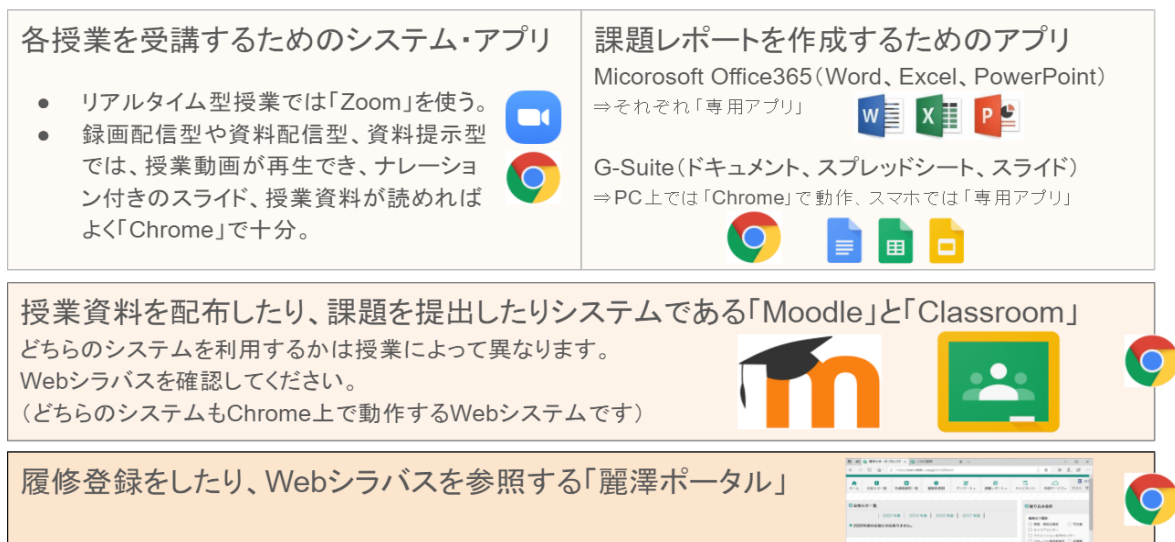 各授業を受講するためのシステム・アプリ
● リアルタイム型授業では「Zoom」を使う。
● 録画配信型や資料配信型、資料提示型
では、授業動画が再生でき、ナレーショ
ン付きのスライド、授業資料が読めれば
よく「Chrome」で十分。
課題レポートを作成するためのアプリ
Micorosoft Office365（Word、Excel、PowerPoint）
⇒それぞれ「専用アプリ」
W
X
P
G-Suite（ドキュメント、スプレッドシート、スライド）
⇒PC上では「Chrome」で動作、スマホでは「専用アプリ」
授業資料を配布したり、課題を提出したりシステムである「Moodle」と「Classroom」
どちらのシステムを利用するかは授業によって異なります。
Webシラバスを確認してください。
（どちらのシステムもChrome上で動作するWebシステムです）
m
履修登録をしたり、Webシラバスを参照する「麗澤ポータル」